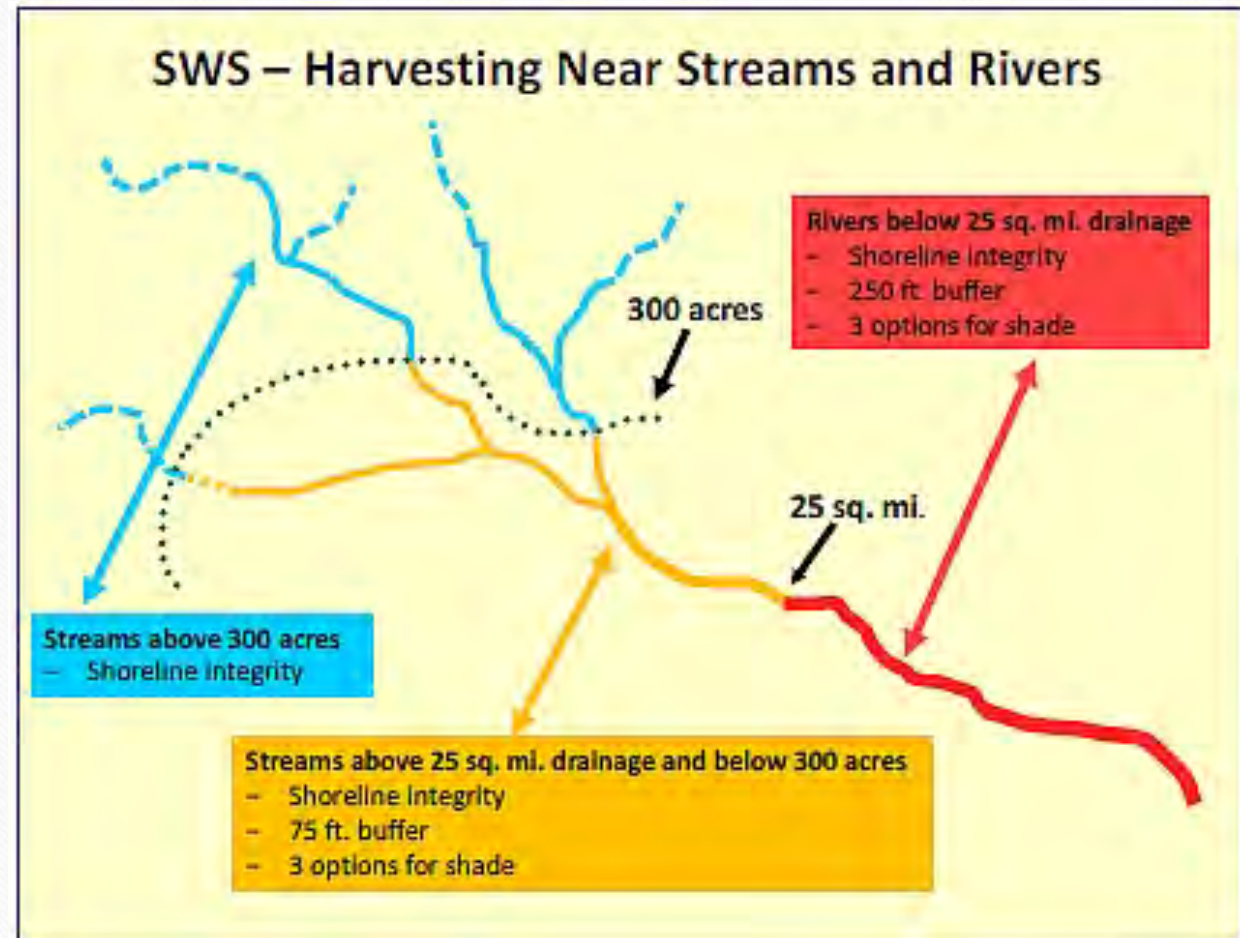 SWS – Harvesting Near Streams and Rivers
Rivers below 25 sq. mi. drainage
- Shoreline integrity
- 250 ft. buffer
- 3 options for shade
300 acres
25 sq. mi.
Streams above 300 acres
- Shoreline integrity
Streams above 25 sq. mi. drainage and below 300 acres
- Shoreline integrity
- 75 ft. buffer
- 3 options for shade